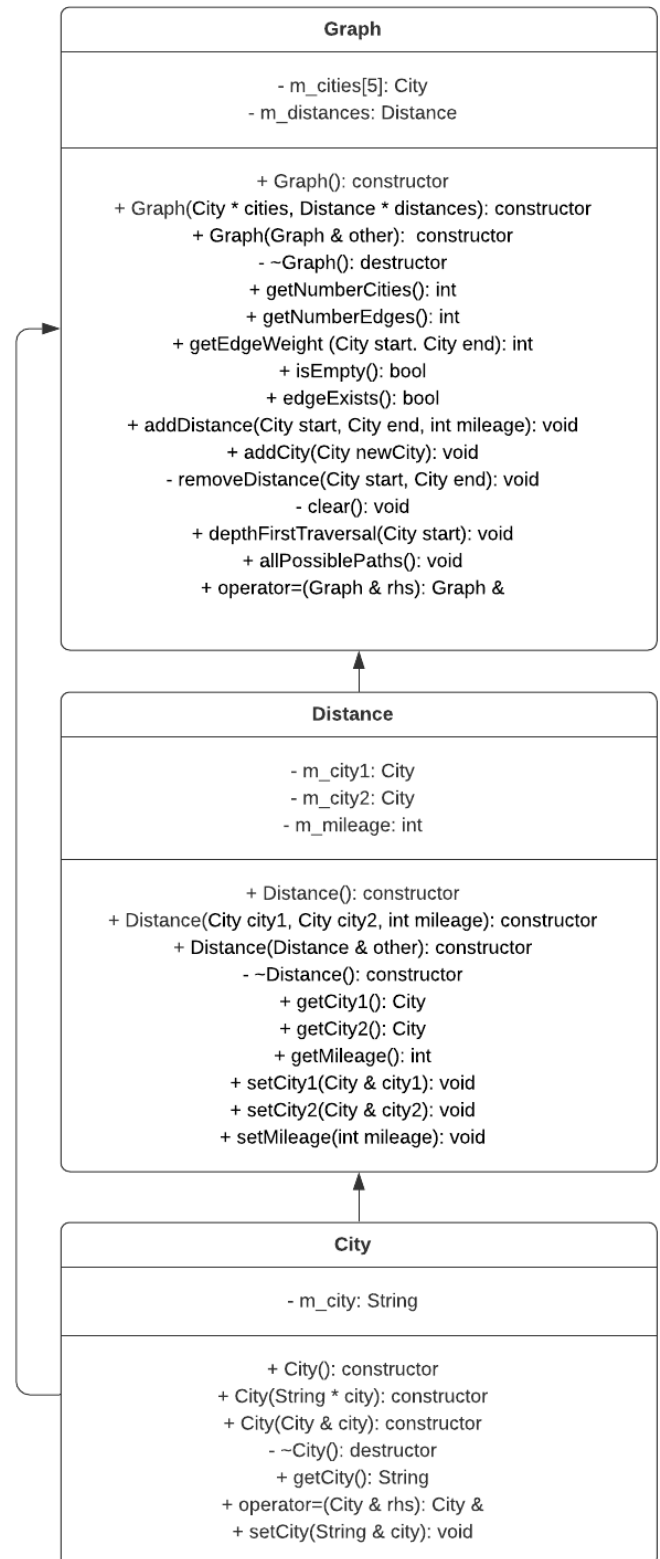 Graph
- m_cities[5]: City
- m_distances: Distance
+ Graph(): constructor
+ Graph(City * cities, Distance * distances): constructor
+ Graph(Graph & other):  constructor
- ~Graph(): destructor
+ getNumberCities(): int
+ getNumberEdges(): int
+ getEdgeWeight (City start. City end): int
+ isEmpty(): bool
+ edgeExists(): bool
+ addDistance(City start, City end, int mileage): void
+ addCity(City newCity): void
- removeDistance(City start, City end): void
- clear(): void
+ depthFirstTraversal(City start): void
+ allPossiblePaths(): void
+ operator=(Graph & rhs): Graph &
Distance
- m_city1: City
- m_city2: City
- m_mileage: int
+ Distance(): constructor
+ Distance(City city1, City city2, int mileage): constructor
+ Distance(Distance & other): constructor
- ~Distance(): constructor
+ getCity1(): City
+ getCity2(): City
+ getMileage(): int
+ setCity1(City & city1): void
+ setCity2(City & city2): void
+ setMileage(int mileage): void
City
- m_city: String
+ City(): constructor
+ City(String * city): constructor
+ City(City & city): constructor
- ~City(): destructor
+ getCity(): String
+ operator=(City & rhs): City &
+ setCity(String & city): void